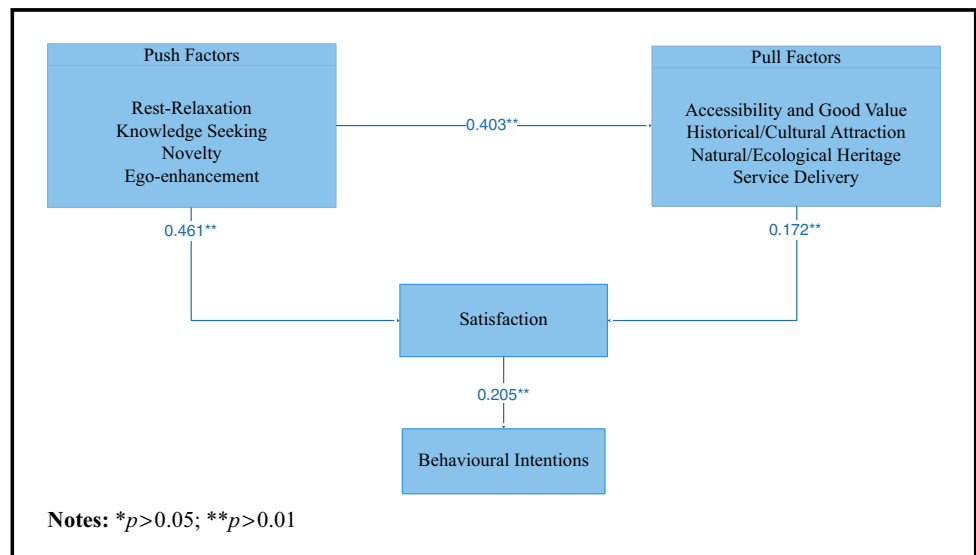 Push Factors
Rest-Relaxation
Knowledge Seeking
Novelty
Ego-enhancement
0.403**
Pull Factors
Accessibility and Good Value
Historical/Cultural Attraction
Natural/Ecological Heritage
Service Delivery
0.461**
0.172**
Satisfaction
0.205**
Behavioural Intentions
Notes: *p>0.05; **p>0.01